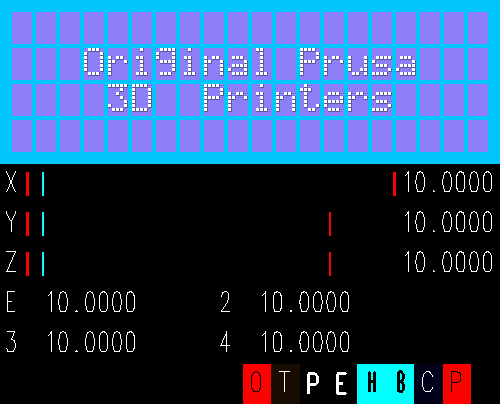 Original Prusa
3D Printers
X 10.0000
Y 10.0000
Z 10.0000
E 10.0000 2 10.0000
3 10.0000 4 10.0000
O T P E H B C P